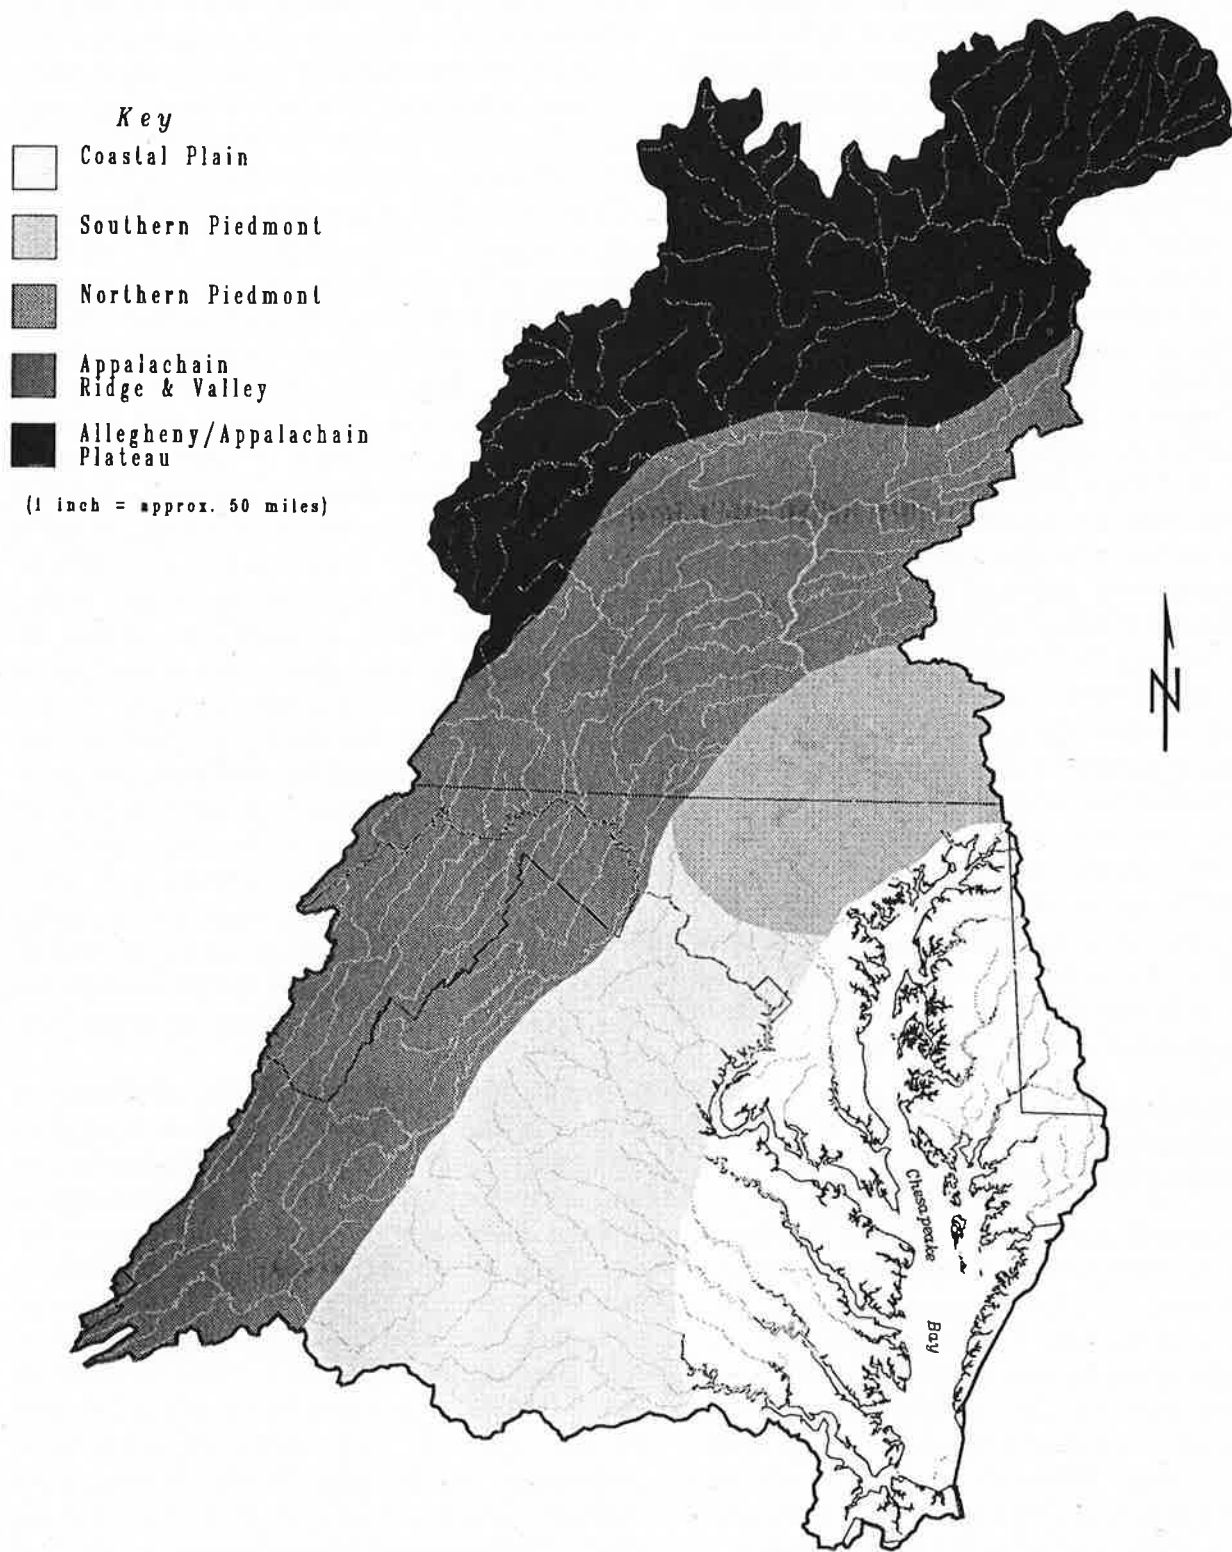 Key
Coastal Plain
Southern Piedmont
Northern Piedmont
Appalachain
Ridge & Valley
Allegheny/Appalachain
Plateau
(1 inch = approx. 50 miles)
N
Chesapeake
Bay